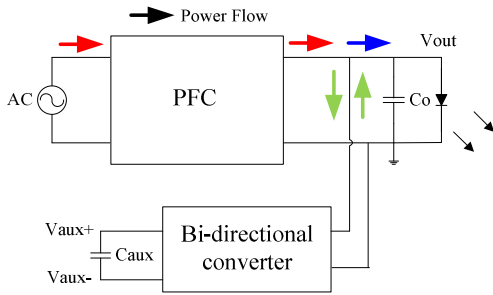 Power Flow
Vout
AC
PFC
Co
Vaux+
Caux
Vaux-
Bi-directional
converter